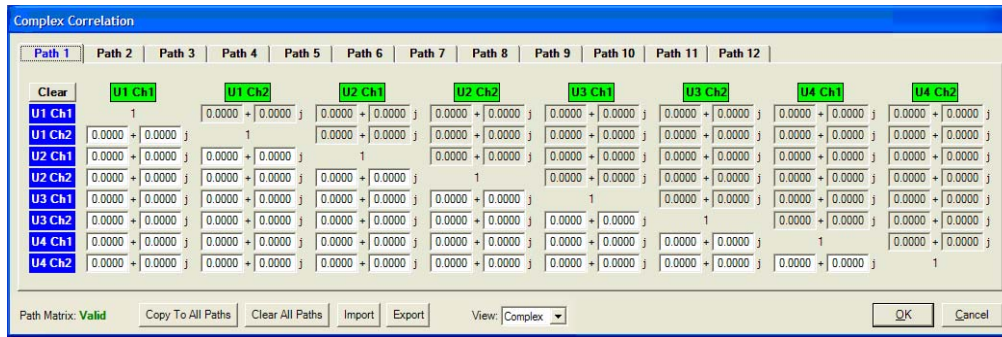 Complex Correlation
Path 1 Path 2 Path 3 Path 4 Path 5 Path 6 Path 7 Path 8 Path 9 Path 10 Path 11 Path 12
Clear U1 Ch1 U1 Ch2 U2 Ch1 U2 Ch2 U3 Ch1 U3 Ch2 U4 Ch1 U4 Ch2
U1 Ch1 1 0.0000 + 0.0000 j 0.0000 + 0.0000 j 0.0000 + 0.0000 j 0.0000 + 0.0000 j 0.0000 + 0.0000 j 0.0000 + 0.0000 j 0.0000 + 0.0000 j
U1 Ch2 0.0000 + 0.0000 j 1 0.0000 + 0.0000 j 0.0000 + 0.0000 j 0.0000 + 0.0000 j 0.0000 + 0.0000 j 0.0000 + 0.0000 j 0.0000 + 0.0000 j
U2 Ch1 0.0000 + 0.0000 j 0.0000 + 0.0000 j 1 0.0000 + 0.0000 j 0.0000 + 0.0000 j 0.0000 + 0.0000 j 0.0000 + 0.0000 j 0.0000 + 0.0000 j
U2 Ch2 0.0000 + 0.0000 j 0.0000 + 0.0000 j 0.0000 + 0.0000 j 1 0.0000 + 0.0000 j 0.0000 + 0.0000 j 0.0000 + 0.0000 j 0.0000 + 0.0000 j
U3 Ch1 0.0000 + 0.0000 j 0.0000 + 0.0000 j 0.0000 + 0.0000 j 0.0000 + 0.0000 j 1 0.0000 + 0.0000 j 0.0000 + 0.0000 j 0.0000 + 0.0000 j
U3 Ch2 0.0000 + 0.0000 j 0.0000 + 0.0000 j 0.0000 + 0.0000 j 0.0000 + 0.0000 j 0.0000 + 0.0000 j 1 0.0000 + 0.0000 j 0.0000 + 0.0000 j
U4 Ch1 0.0000 + 0.0000 j 0.0000 + 0.0000 j 0.0000 + 0.0000 j 0.0000 + 0.0000 j 0.0000 + 0.0000 j 0.0000 + 0.0000 j 1 0.0000 + 0.0000 j
U4 Ch2 0.0000 + 0.0000 j 0.0000 + 0.0000 j 0.0000 + 0.0000 j 0.0000 + 0.0000 j 0.0000 + 0.0000 j 0.0000 + 0.0000 j 0.0000 + 0.0000 j 1
Path Matrix: Valid Copy To All Paths Clear All Paths Import Export View: Complex OK Cancel